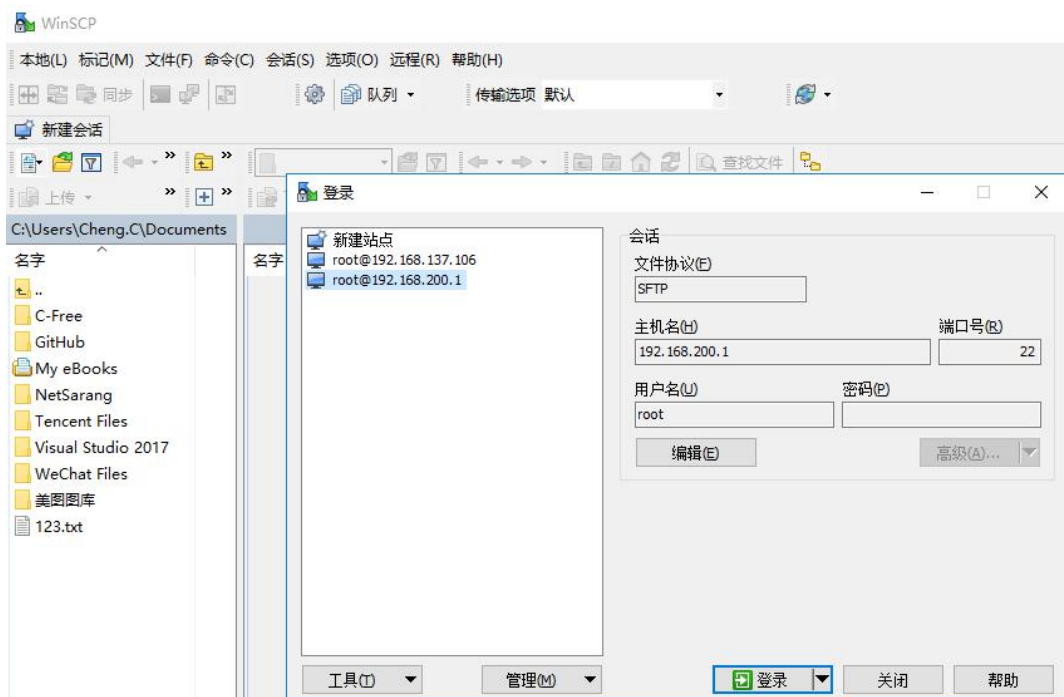 WinSCP
本地(L) 标记(M) 文件(F) 命令(C) 会话(S) 选项(O) 远程(R) 帮助(H)
同步 队列 传输选项 默认
新建会话
查找文件
上传
登录
C:\Users\Cheng.C\Documents
名字
名字
..
C-Free
GitHub
My eBooks
NetSarang
Tencent Files
Visual Studio 2017
WeChat Files
美图图库
123.txt
新建站点
root@192.168.137.106
root@192.168.200.1
会话
文件协议(F)
SFTP
主机名(H) 端口号(R)
192.168.200.1 22
用户名(U) 密码(P)
root
编辑(E) 高级(A)...
工具(T) 管理(M) 登录 关闭 帮助